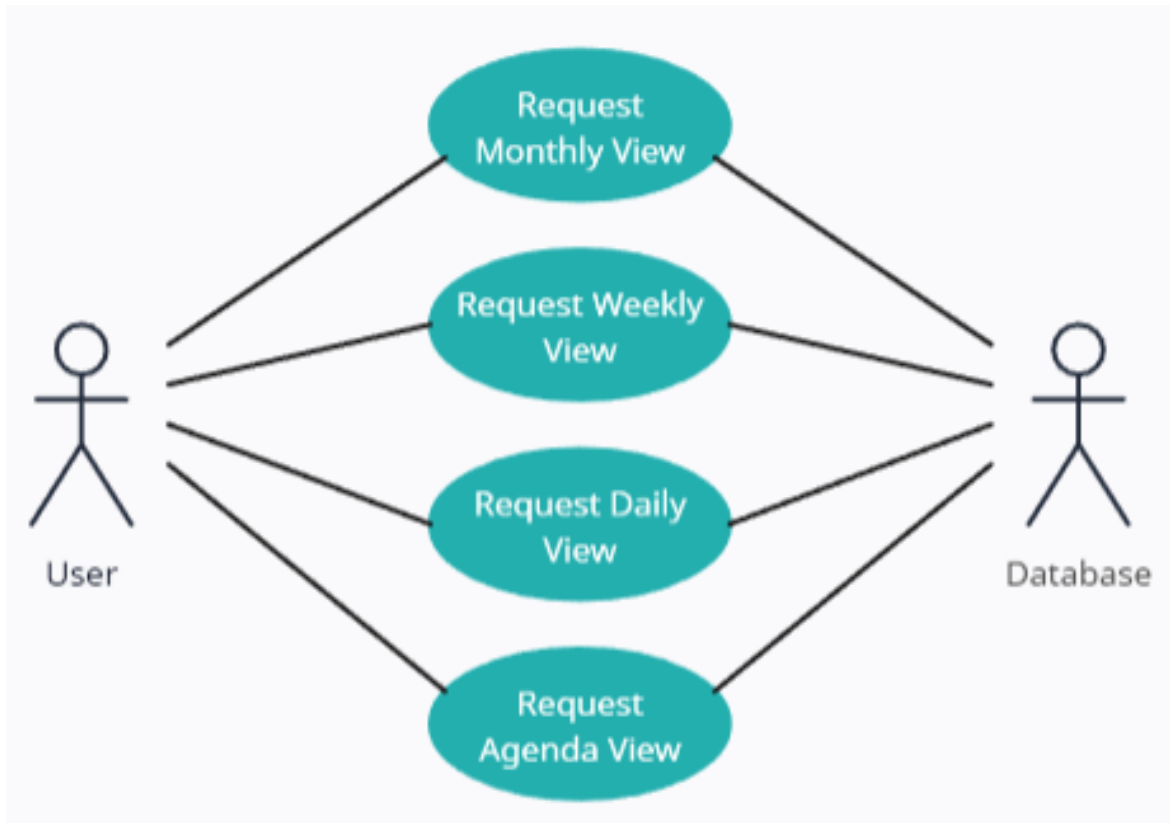 Request
Monthly View
Request Weekly
View
Request Daily
View
User
Database
Request
Agenda View